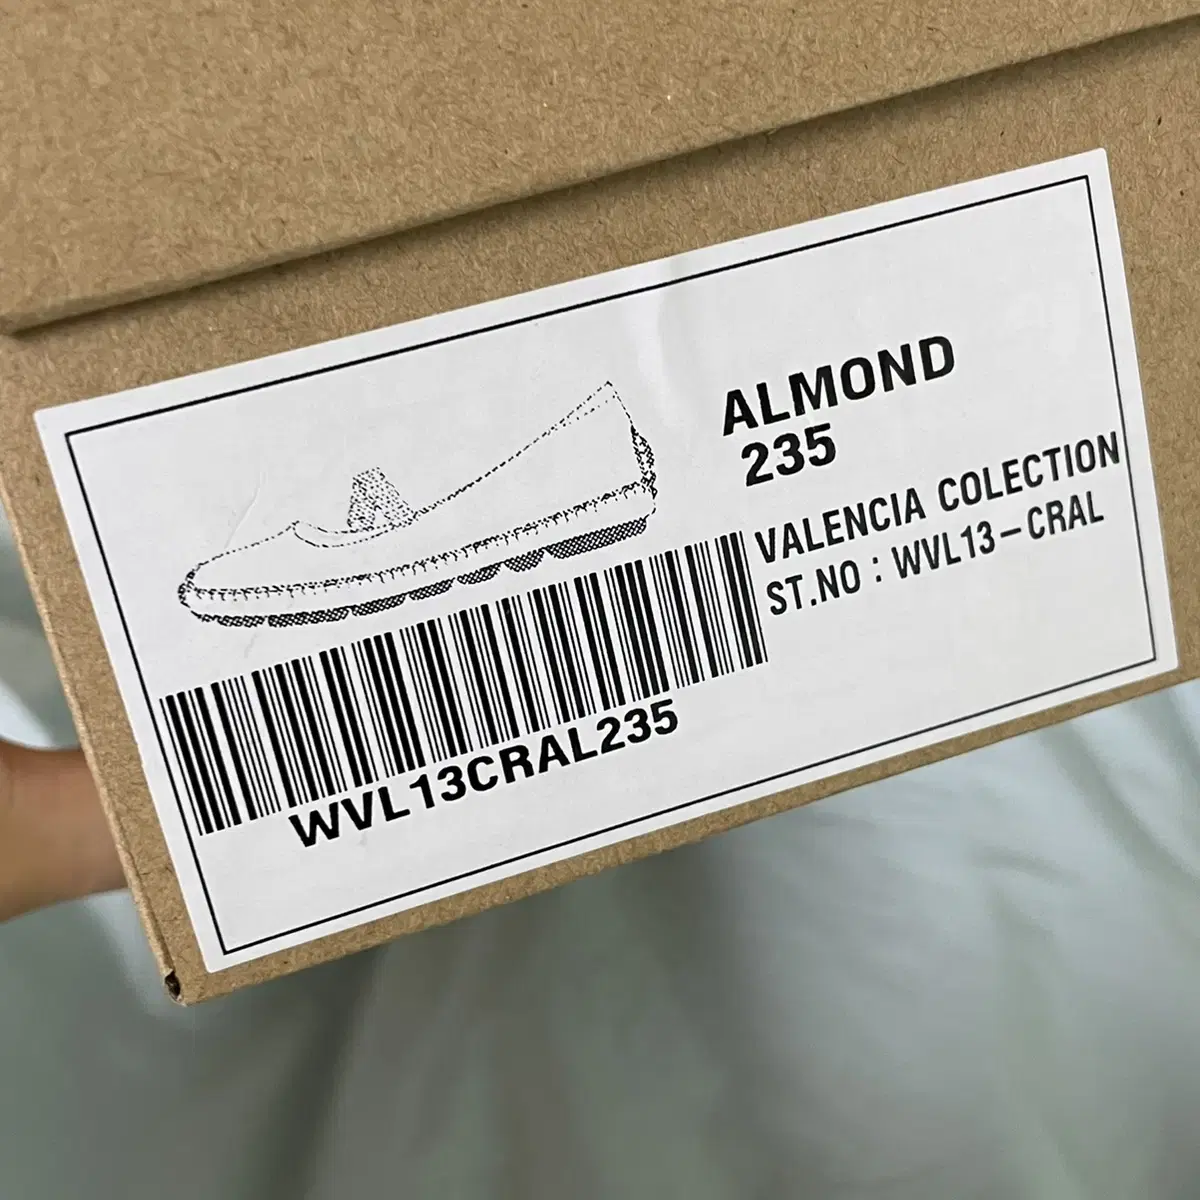 ALMOND
235
VALENCIA COLECTION
ST.NO : WVL13-CRAL
WVL13CRAL235